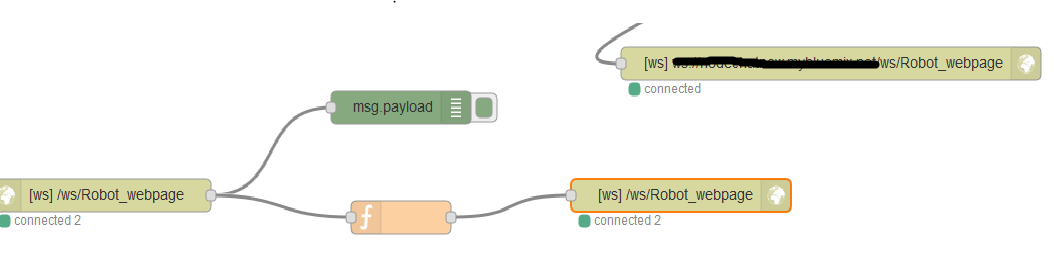 [ws] /ws/Robot_webpage
connected
msg.payload
[ws] /ws/Robot_webpage
connected 2
f
[ws] /ws/Robot_webpage
connected 2